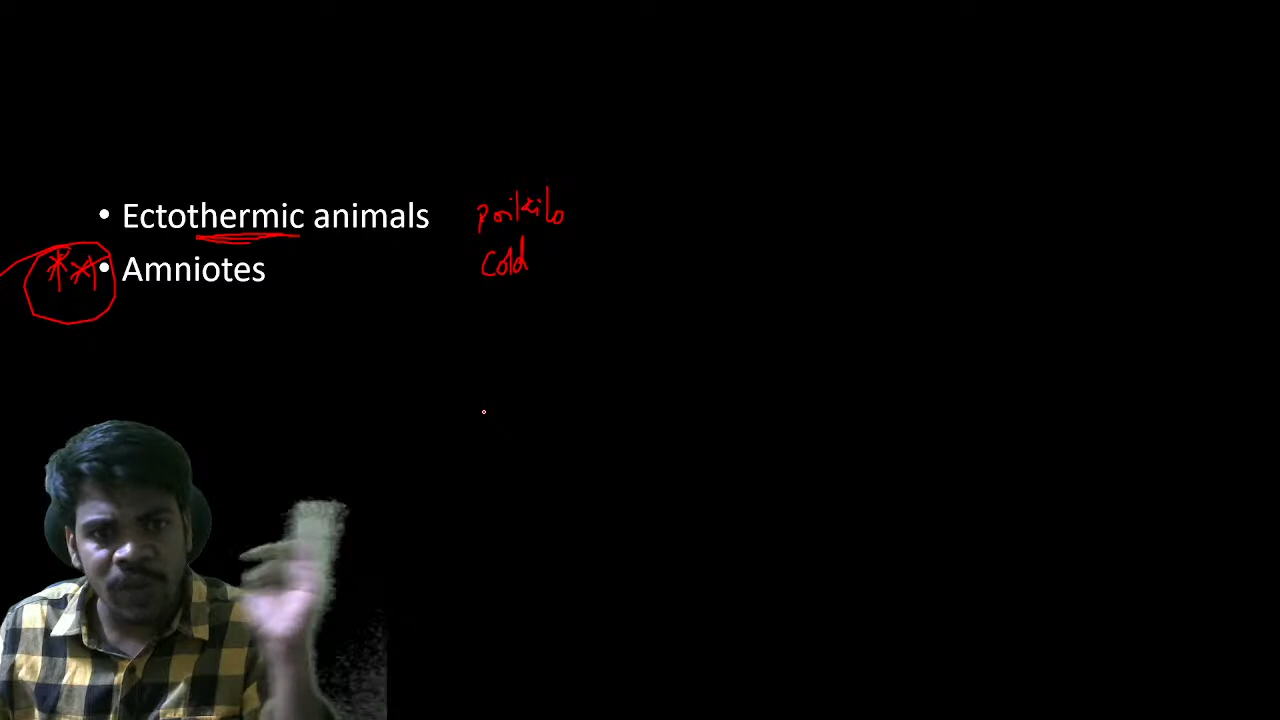 • Ectothermic animals poikilo
• Amniotes cold